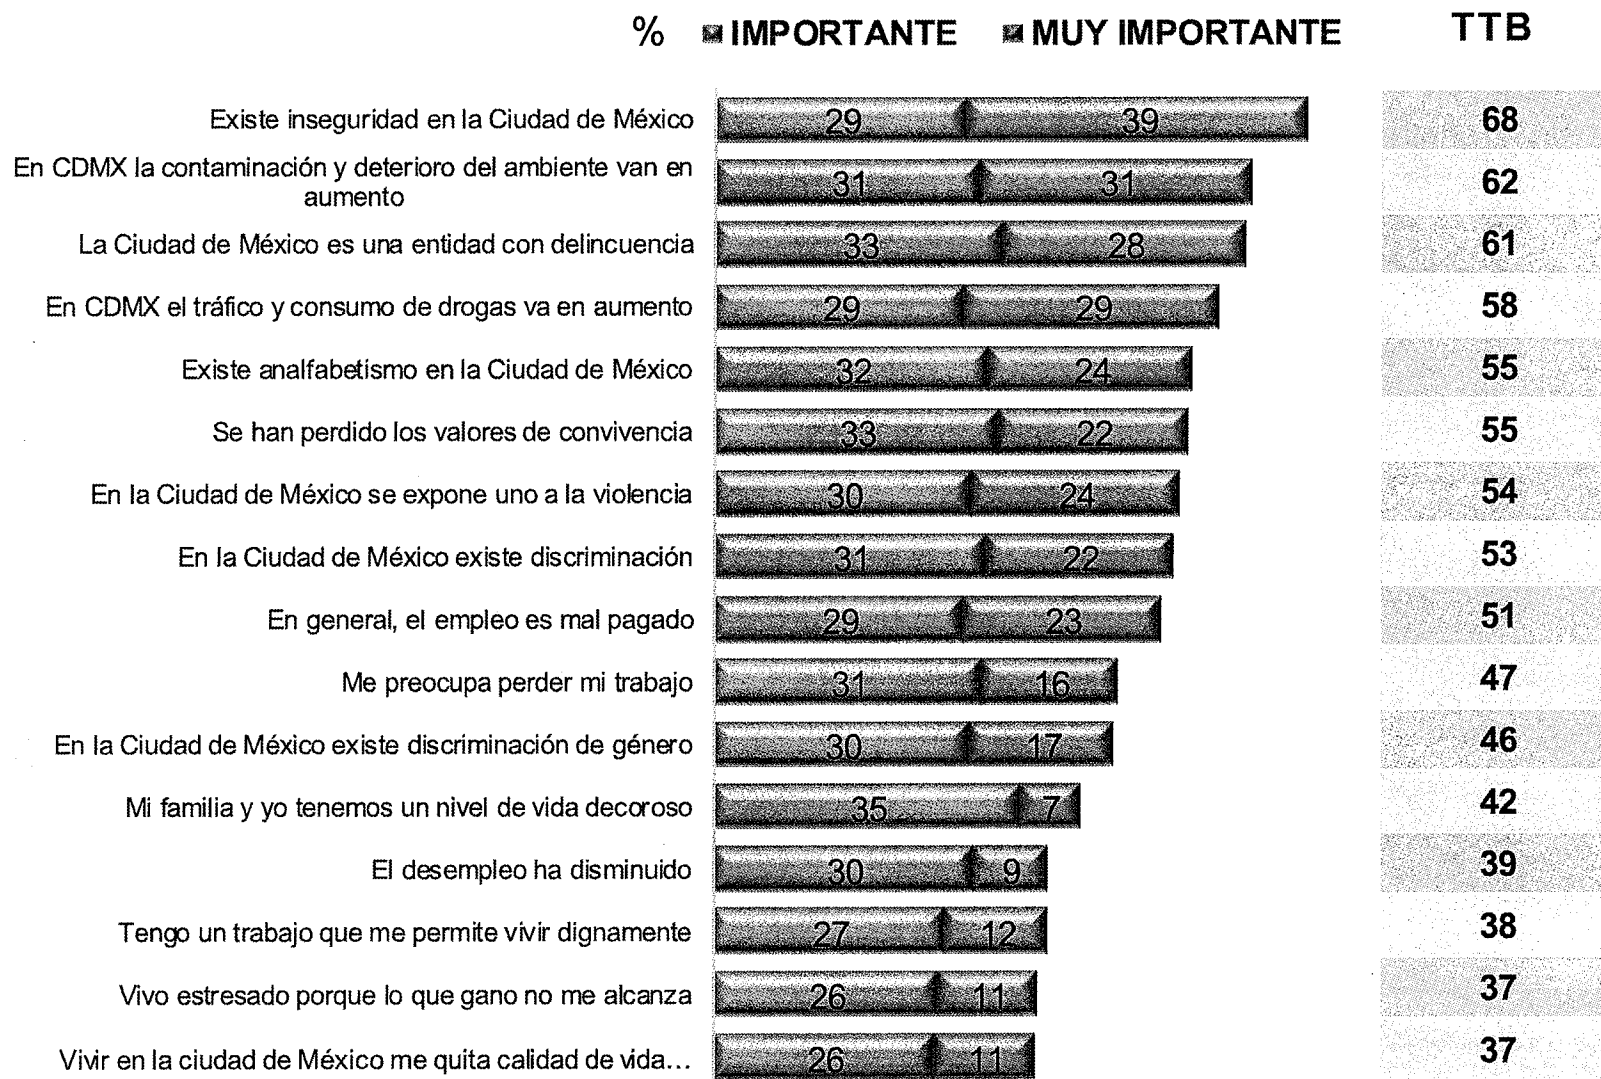 % IMPORTANTE MUY IMPORTANTE TTB
Existe inseguridad en la Ciudad de México 29 39 68
En CDMX la contaminación y deterioro del ambiente van en
aumento 31 31 62
La Ciudad de México es una entidad con delincuencia 33 28 61
En CDMX el tráfico y consumo de drogas va en aumento 29 29 58
Existe analfabetismo en la Ciudad de México 32 24 55
Se han perdido los valores de convivencia 33 22 55
En la Ciudad de México se expone uno a la violencia 30 24 54
En la Ciudad de México existe discriminación 31 22 53
En general, el empleo es mal pagado 29 23 51
Me preocupa perder mi trabajo 31 16 47
En la Ciudad de México existe discriminación de género 30 17 46
Mi familia y yo tenemos un nivel de vida decoroso 35 7 42
El desempleo ha disminuido 30 9 39
Tengo un trabajo que me permite vivir dignamente 27 12 38
Vivo estresado porque lo que gano no me alcanza 26 11 37
Vivir en la ciudad de México me quita calidad de vida... 26 11 37